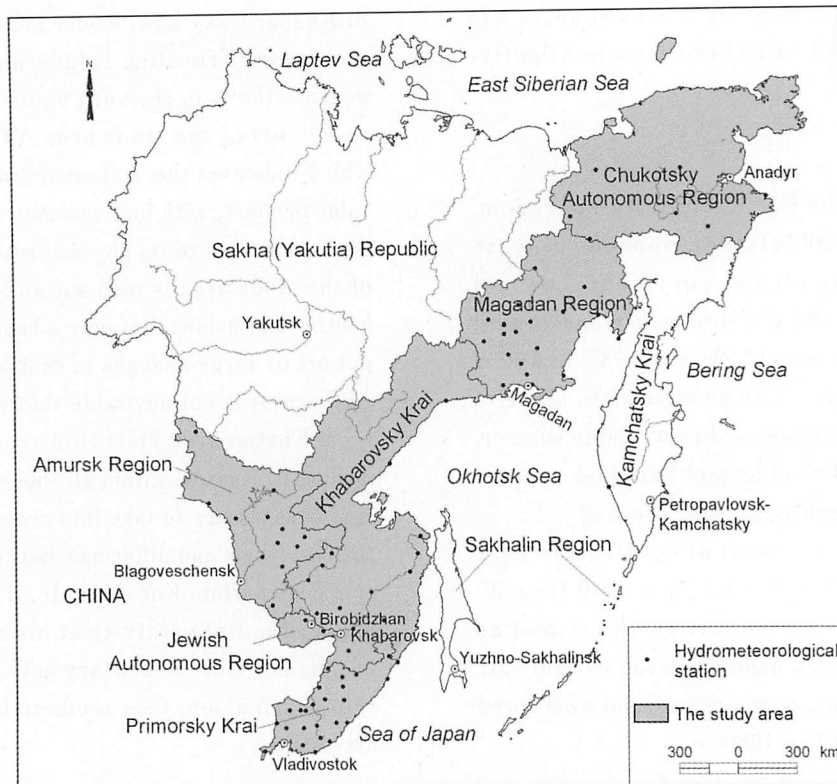 Laptev Sea
East Siberian Sea
Chukotsky
Autonomous Region
Anadyr
Sakha (Yakutia) Republic
Magadan Region
Yakutsk
Magadan
Kamchatsky Krai
Bering Sea
Khabarovsky Krai
Amursk Region
Okhotsk Sea
Petropavlovsk-
Kamchatsky
Sakhalin Region
Blagoveschensk
CHINA
Birobidzhan
Khabarovsk
Jewish
Autonomous Region
Yuzhno-Sakhalinsk
Hydrometeorological
station
Primorsky Krai
The study area
Sea of Japan
Vladivostok
300 0 300 km